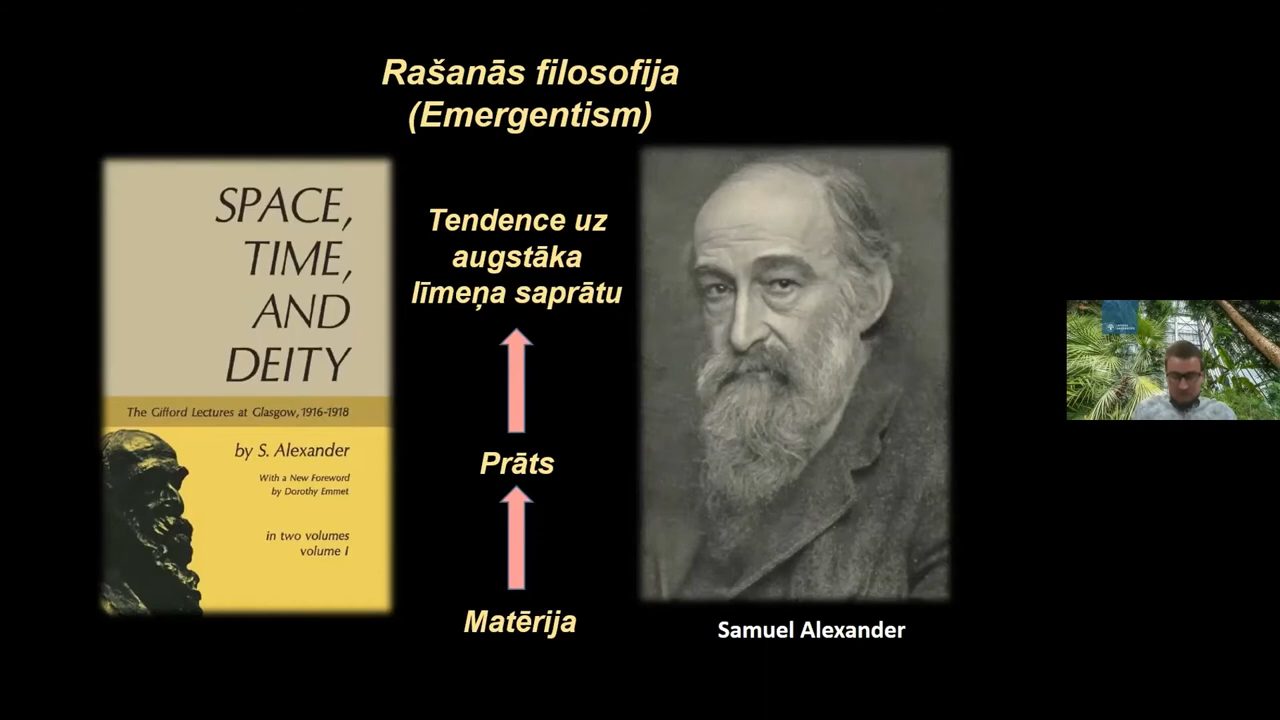 Rašanās filosofija
(Emergentism)
SPACE,
TIME,
AND
DEITY
The Gifford Lectures at Glasgow, 1916-1918
by S. Alexander
With a New Foreword
by Dorothy Emmet
in two volumes
volume I
Tendence uz
augstāka
līmeņa saprātu
Prāts
Matērija
Samuel Alexander